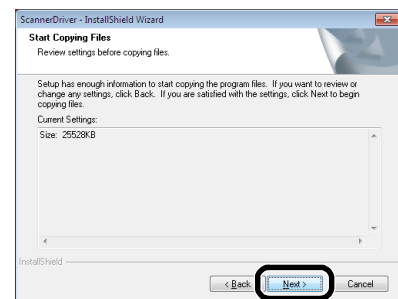 ScannerDriver - InstallShield Wizard
Start Copying Files
Review settings before copying files.
Setup has enough information to start copying the program files.  If you want to review or
change any settings, click Back.  If you are satisfied with the settings, click Next to begin
copying files.
Current Settings:
Size:  25528KB
InstallShield
< Back Next > Cancel